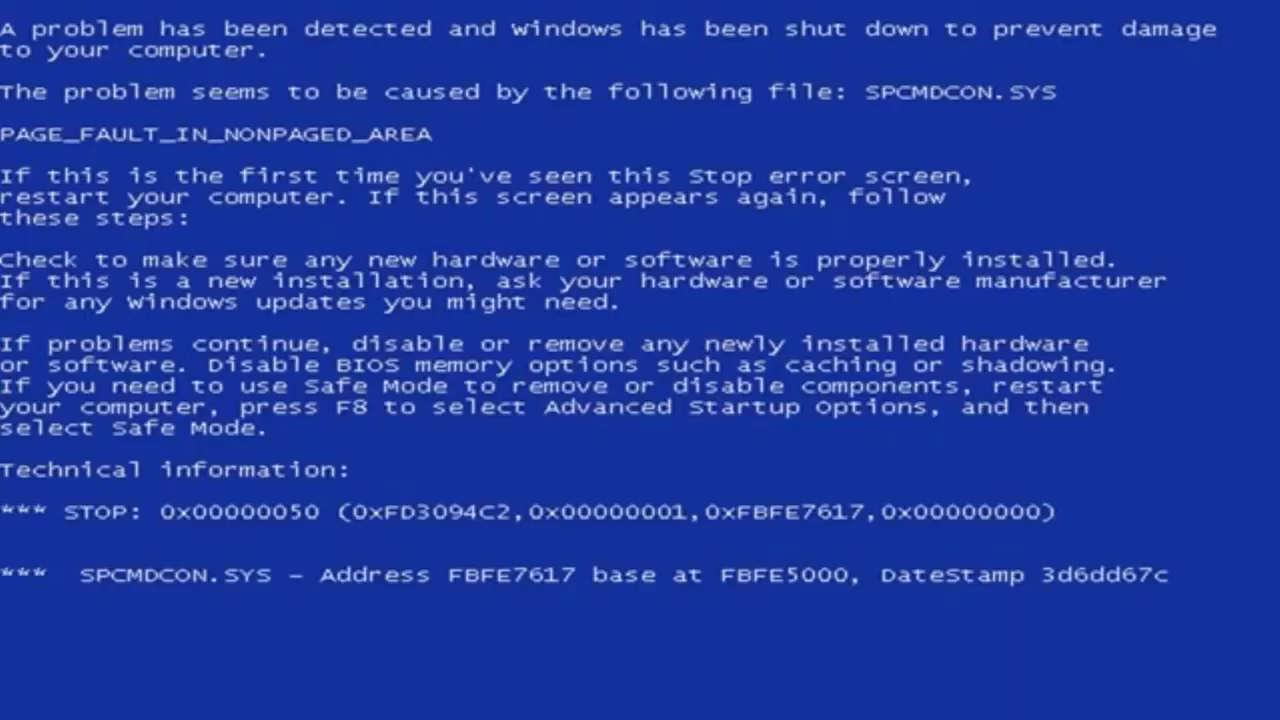 A problem has been detected and Windows has been shut down to prevent damage
to your computer.
The problem seems to be caused by the following file: SPCMDCON.SYS
PAGE_FAULT_IN_NONPAGED_AREA
If this is the first time you've seen this Stop error screen,
restart your computer. If this screen appears again, follow
these steps:
Check to make sure any new hardware or software is properly installed.
If this is a new installation, ask your hardware or software manufacturer
for any Windows updates you might need.
If problems continue, disable or remove any newly installed hardware
or software. Disable BIOS memory options such as caching or shadowing.
If you need to use Safe Mode to remove or disable components, restart
your computer, press F8 to select Advanced Startup Options, and then
select Safe Mode.
Technical information:
*** STOP: 0x00000050 (0xFD3094C2,0x00000001,0xFBFE7617,0x00000000)
***  SPCMDCON.SYS - Address FBFE7617 base at FBFE5000, DateStamp 3d6dd67c